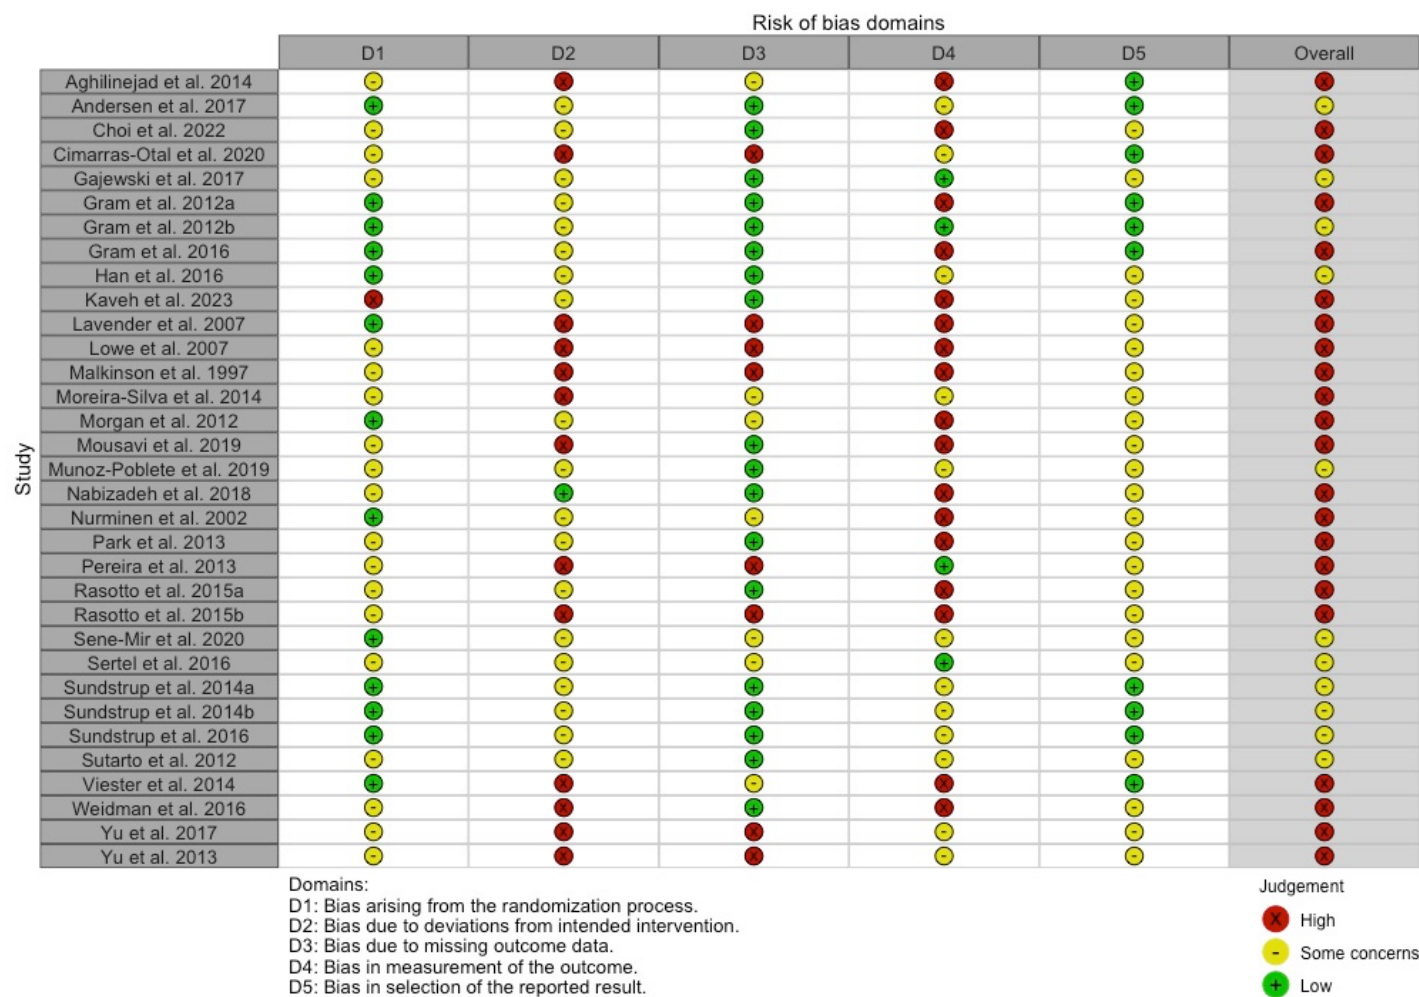 Risk of bias domains
D1 D2 D3 D4 D5 Overall
Aghilinejad et al. 2014 - X - X + X
Andersen et al. 2017 + - + - + -
Choi et al. 2022 - - + X - X
Cimarras-Otal et al. 2020 - X X - + X
Gajewski et al. 2017 - - + + - -
Gram et al. 2012a + - + X + X
Gram et al. 2012b + - + + + -
Gram et al. 2016 + - + X + X
Han et al. 2016 + - + - - -
Kaveh et al. 2023 X - + X - X
Lavender et al. 2007 + X X X - X
Lowe et al. 2007 - X X X - X
Malkinson et al. 1997 - X X X - X
Moreira-Silva et al. 2014 - X - - - X
Morgan et al. 2012 + - - X - X
Mousavi et al. 2019 - X + X - X
Munoz-Poblete et al. 2019 - - + - - -
Nabizadeh et al. 2018 - + + X - X
Nurminen et al. 2002 + - - X - X
Park et al. 2013 - - + X - X
Pereira et al. 2013 - X X + - X
Rasotto et al. 2015a - - + X - X
Rasotto et al. 2015b - X X X - X
Sene-Mir et al. 2020 + - - - - -
Sertel et al. 2016 - - - + - -
Sundstrup et al. 2014a + - + - + -
Sundstrup et al. 2014b + - + - + -
Sundstrup et al. 2016 + - + - + -
Sutarto et al. 2012 - - + - - -
Viester et al. 2014 + X - X + X
Weidman et al. 2016 - X + X - X
Yu et al. 2017 - X X - - X
Yu et al. 2013 - X X - - X
Study
Domains:
D1: Bias arising from the randomization process.
D2: Bias due to deviations from intended intervention.
D3: Bias due to missing outcome data.
D4: Bias in measurement of the outcome.
D5: Bias in selection of the reported result.
Judgement
X High
- Some concerns
+ Low